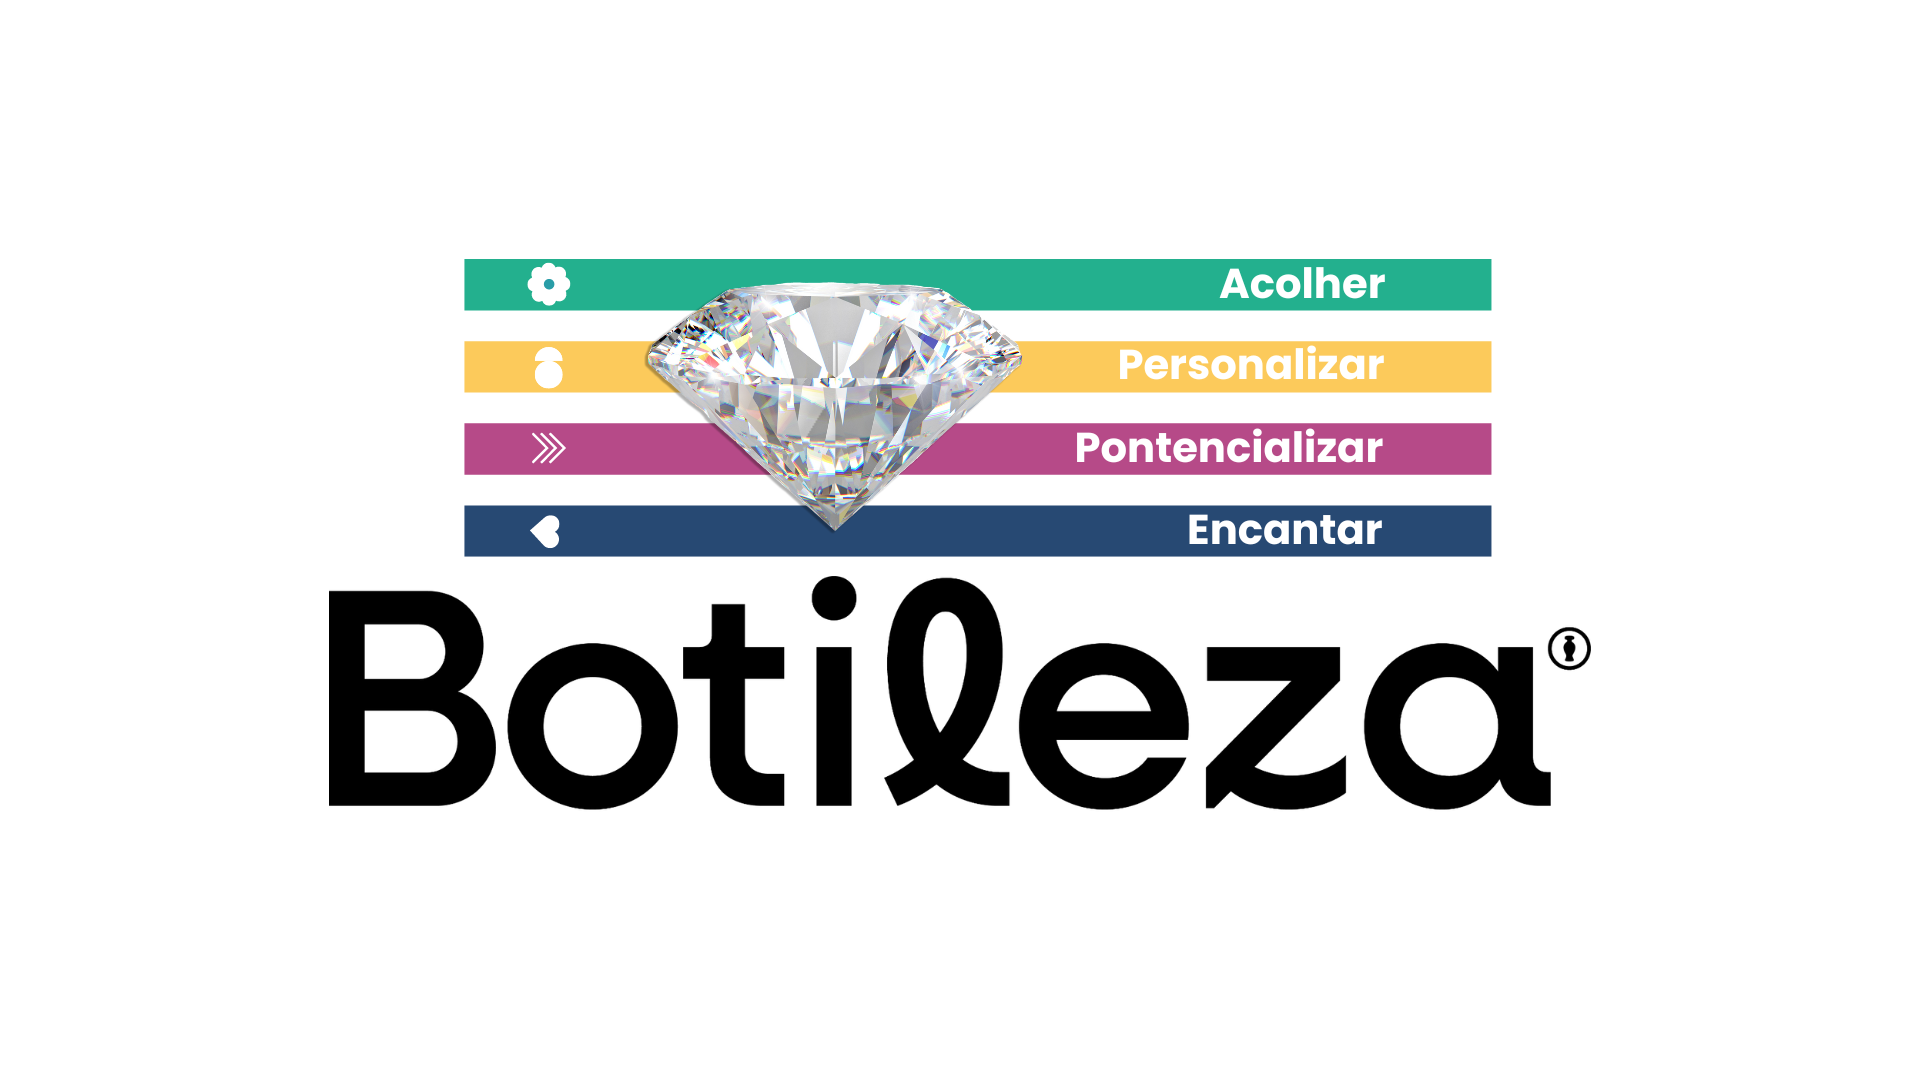 Acolher
Personalizar
Pontencializar
Encantar
Botileza